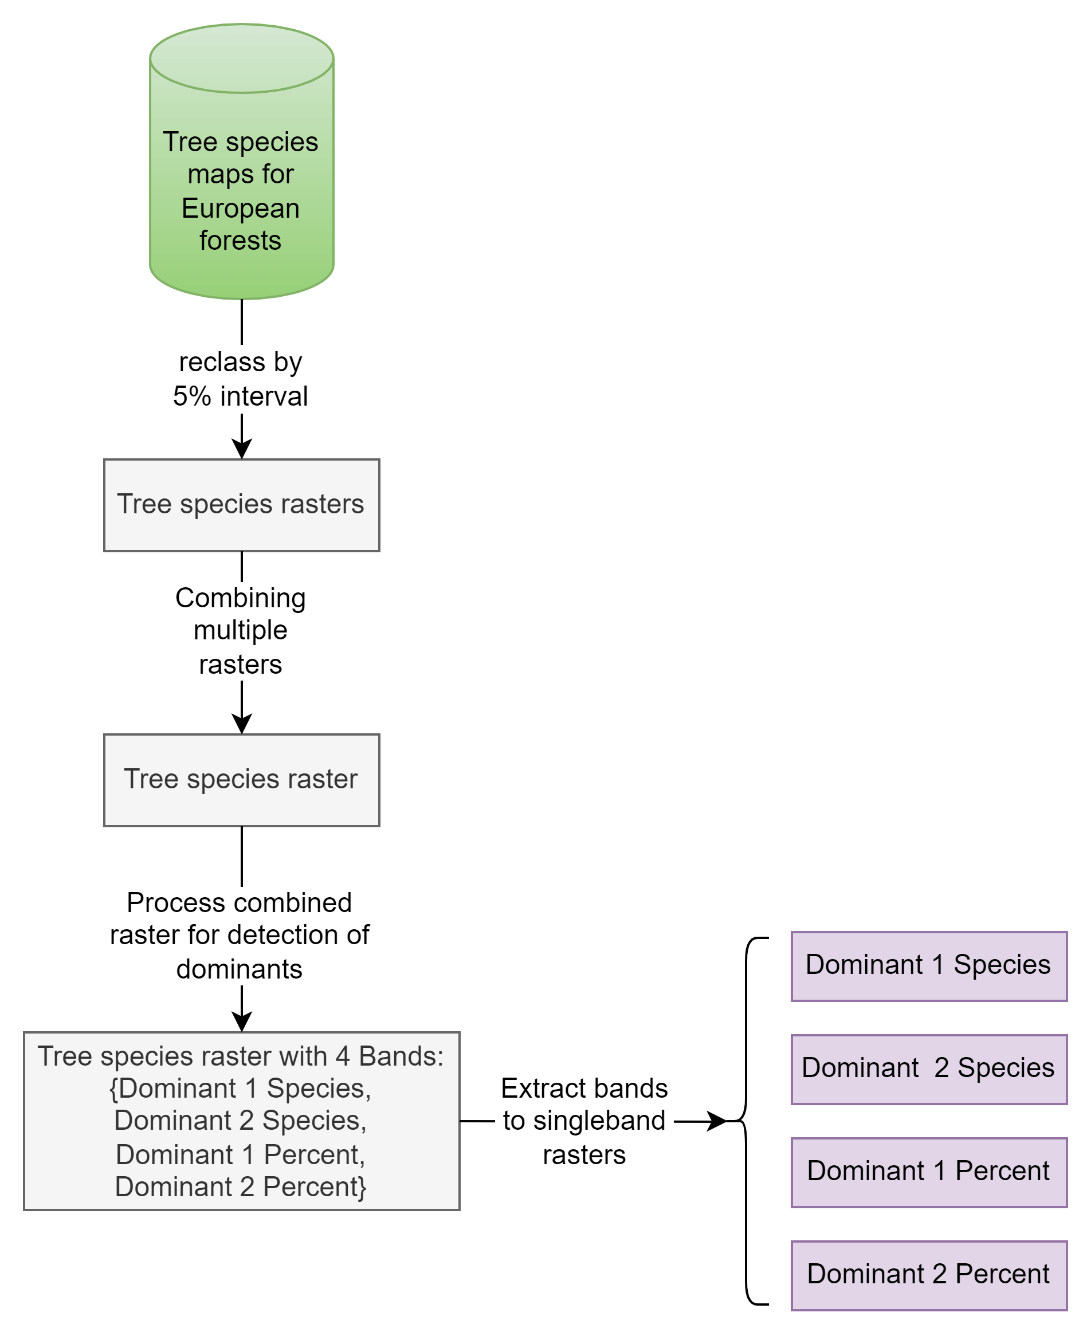 Tree species
maps for
European
forests
reclass by
5% interval
Tree species rasters
Combining
multiple
rasters
Tree species raster
Process combined
raster for detection of
dominants
Tree species raster with 4 Bands:
{Dominant 1 Species,
Dominant 2 Species,
Dominant 1 Percent,
Dominant 2 Percent}
Extract bands
to singleband
rasters
Dominant 1 Species
Dominant  2 Species
Dominant 1 Percent
Dominant 2 Percent